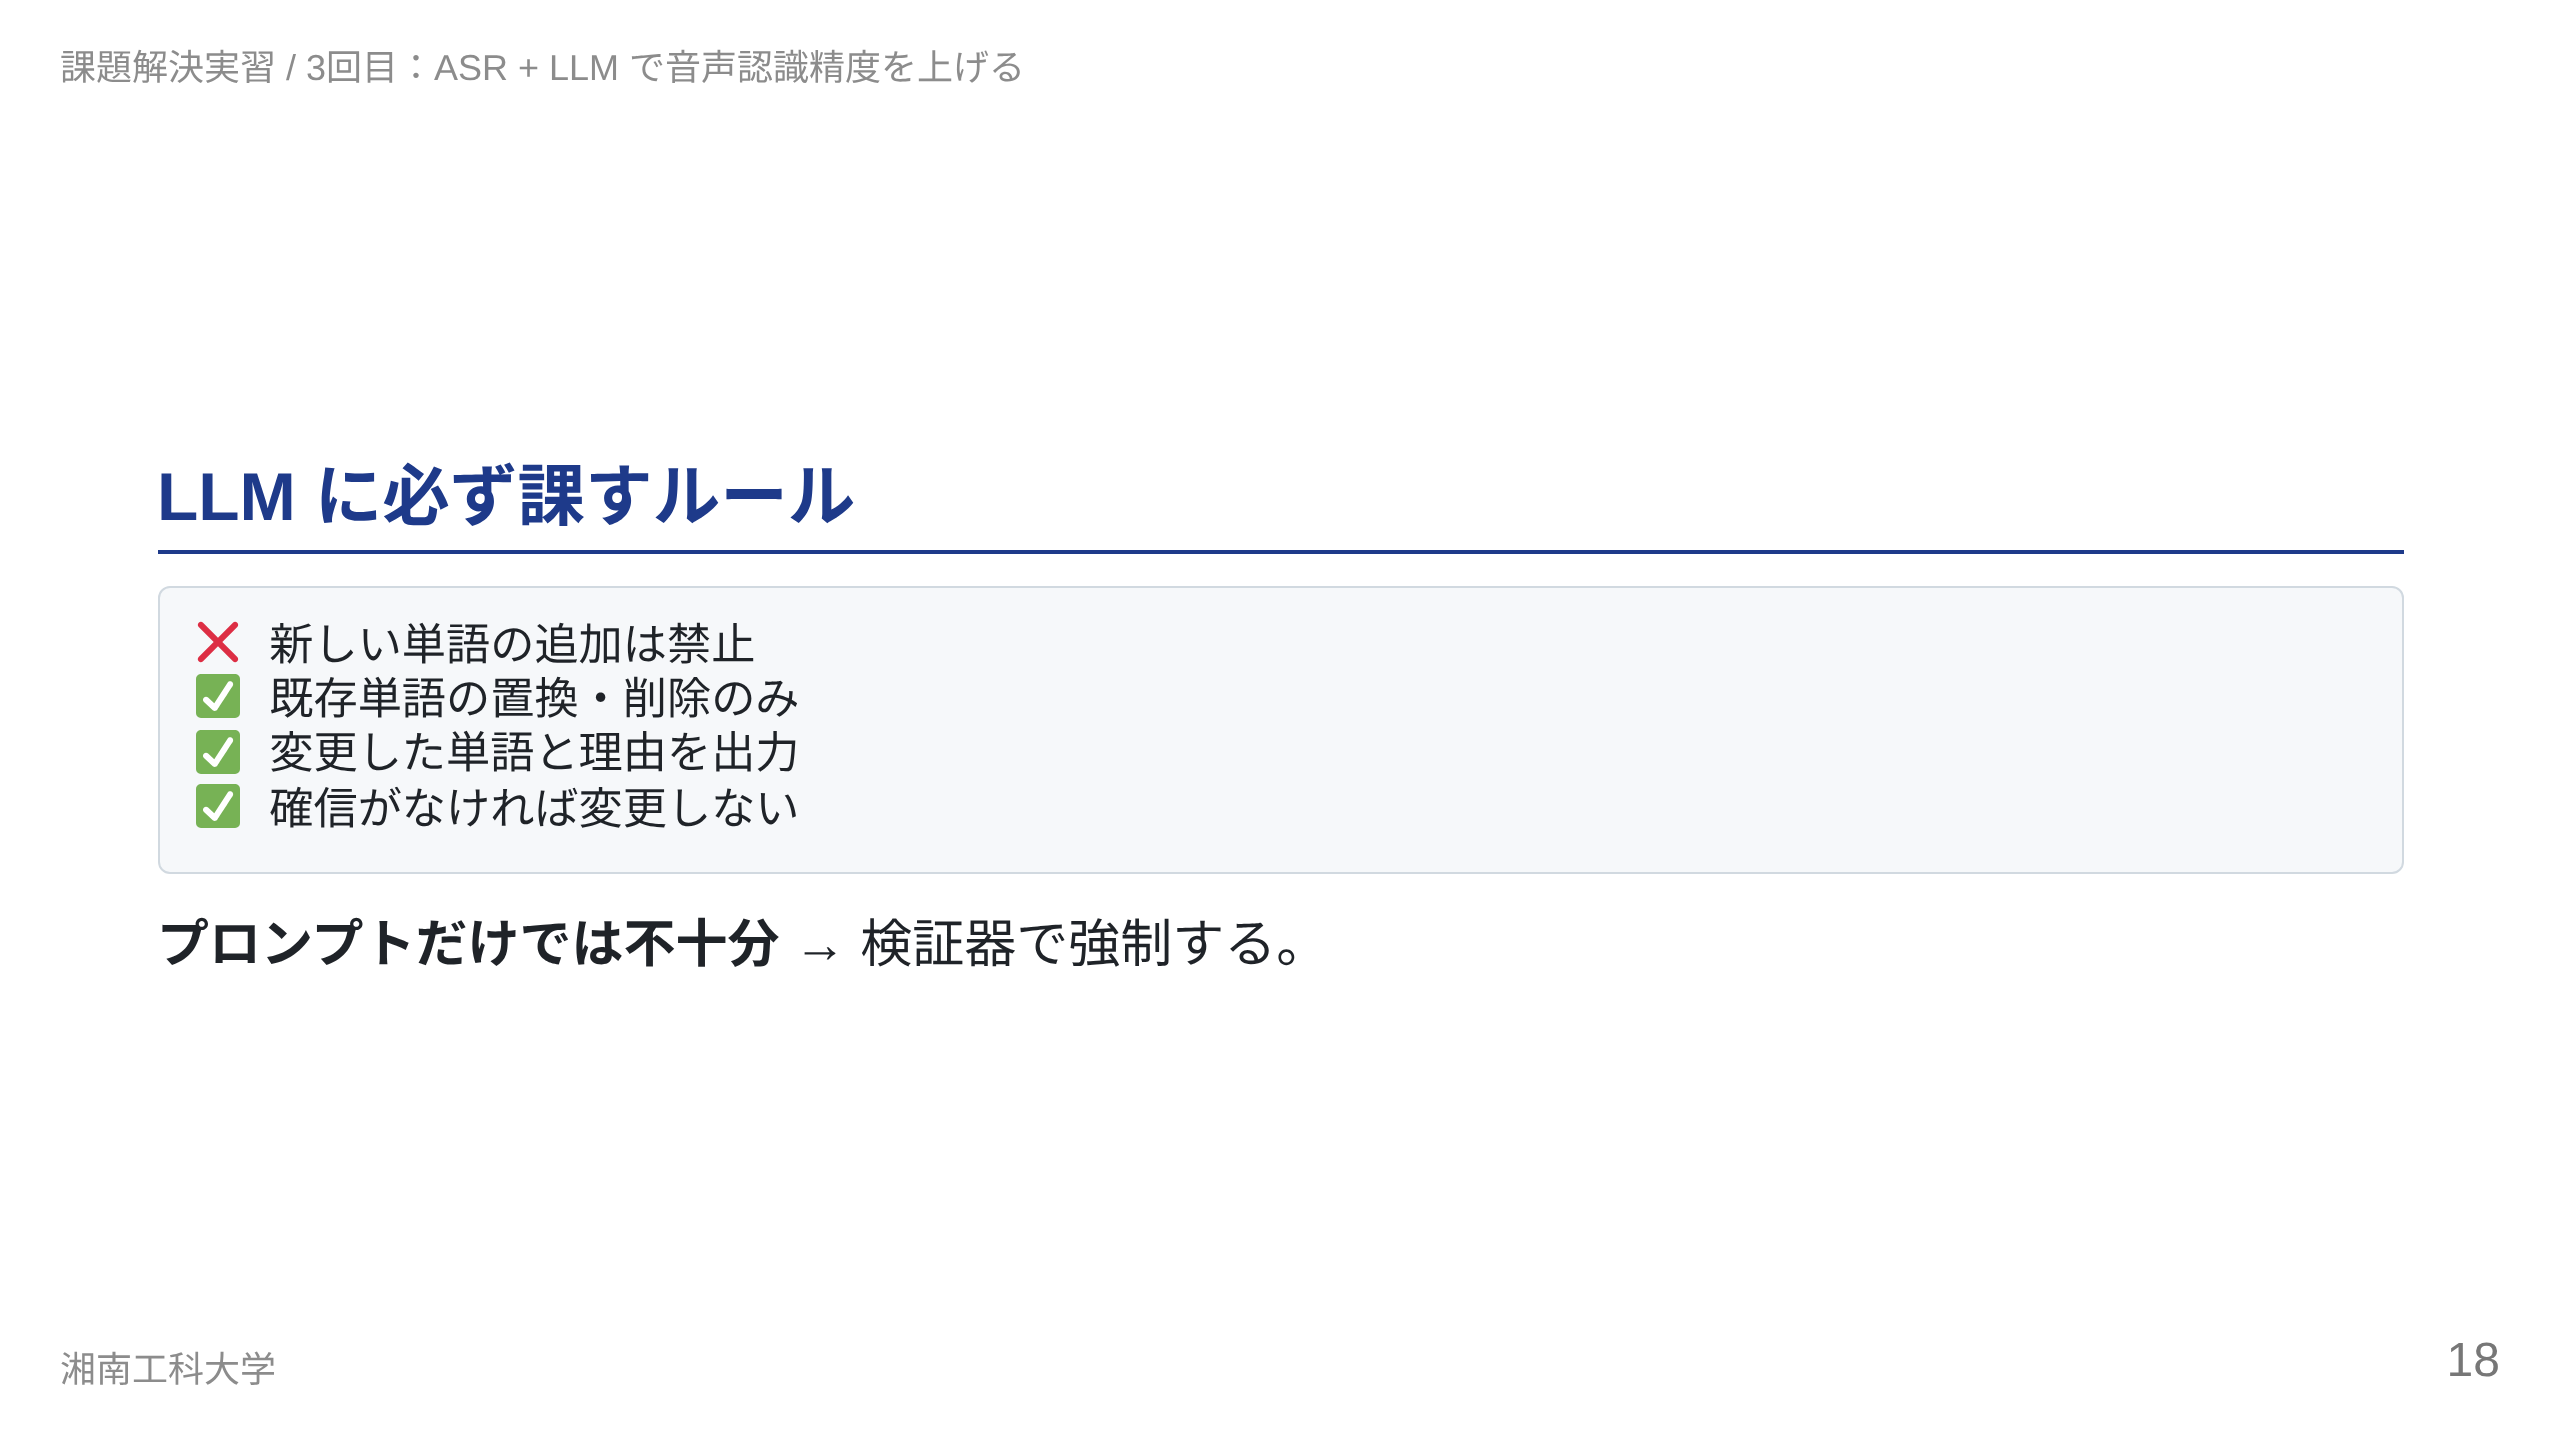 課題解決実習 / 3回目：ASR + LLM で音声認識精度を上げる
LLM に必ず課すルール
❌ 新しい単語の追加は禁止
✅ 既存単語の置換・削除のみ
✅ 変更した単語と理由を出力
✅ 確信がなければ変更しない
プロンプトだけでは不十分 → 検証器で強制する。
湘南工科大学
18